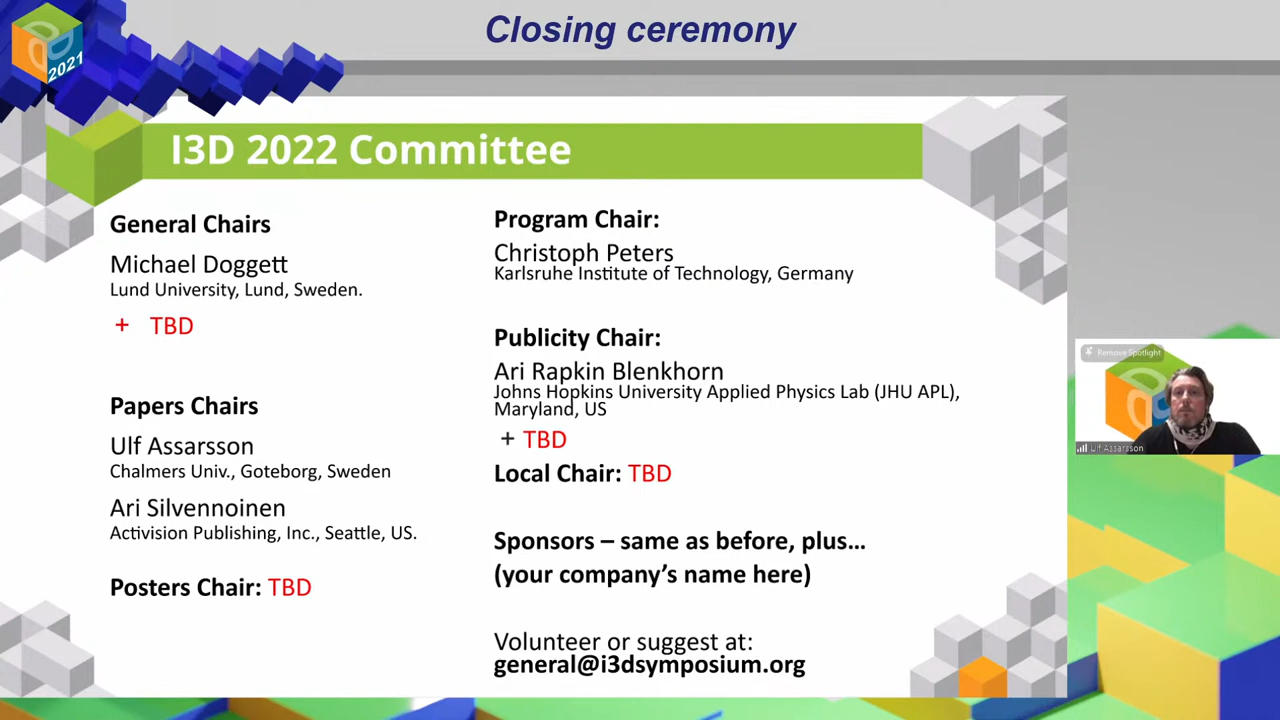 Closing ceremony
2021
I3D 2022 Committee
General Chairs
Michael Doggett
Lund University, Lund, Sweden.
+ TBD
Papers Chairs
Ulf Assarsson
Chalmers Univ., Goteborg, Sweden
Ari Silvennoinen
Activision Publishing, Inc., Seattle, US.
Posters Chair: TBD
Program Chair:
Christoph Peters
Karlsruhe Institute of Technology, Germany
Publicity Chair:
Ari Rapkin Blenkhorn
Johns Hopkins University Applied Physics Lab (JHU APL),
Maryland, US
+ TBD
Local Chair: TBD
Sponsors – same as before, plus…
(your company’s name here)
Volunteer or suggest at:
general@i3dsymposium.org
Remove Spotlight
Ulf Assarsson